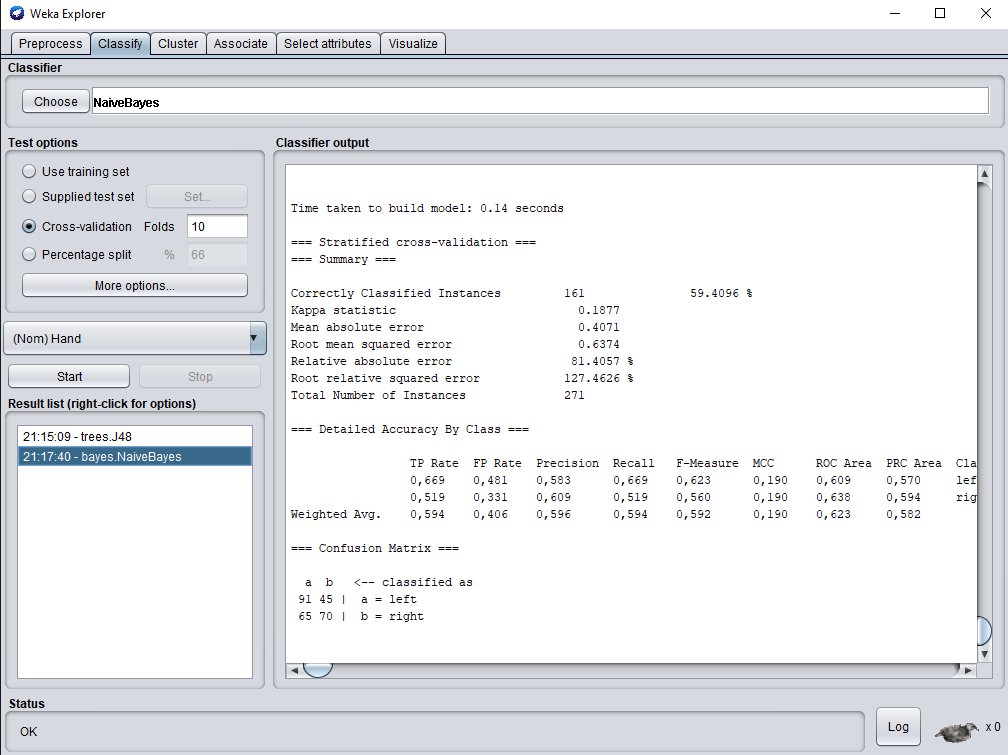 Weka Explorer
Preprocess Classify Cluster Associate Select attributes Visualize
Classifier
Choose NaiveBayes
Test options
Use training set
Supplied test set Set...
Cross-validation Folds 10
Percentage split % 66
More options...
(Nom) Hand
Start Stop
Result list (right-click for options)
21:15:09 - trees.J48
21:17:40 - bayes.NaiveBayes
Classifier output
Time taken to build model: 0.14 seconds
=== Stratified cross-validation ===
=== Summary ===
Correctly Classified Instances 161 59.4096 %
Kappa statistic 0.1877
Mean absolute error 0.4071
Root mean squared error 0.6374
Relative absolute error 81.4057 %
Root relative squared error 127.4626 %
Total Number of Instances 271
=== Detailed Accuracy By Class ===
TP Rate FP Rate Precision Recall F-Measure MCC ROC Area PRC Area Cla
0,669 0,481 0,583 0,669 0,623 0,190 0,609 0,570 lef
0,519 0,331 0,609 0,519 0,560 0,190 0,638 0,594 rig
Weighted Avg. 0,594 0,406 0,596 0,594 0,592 0,190 0,623 0,582
=== Confusion Matrix ===
a b <-- classified as
91 45 | a = left
65 70 | b = right
Status
OK
Log x 0